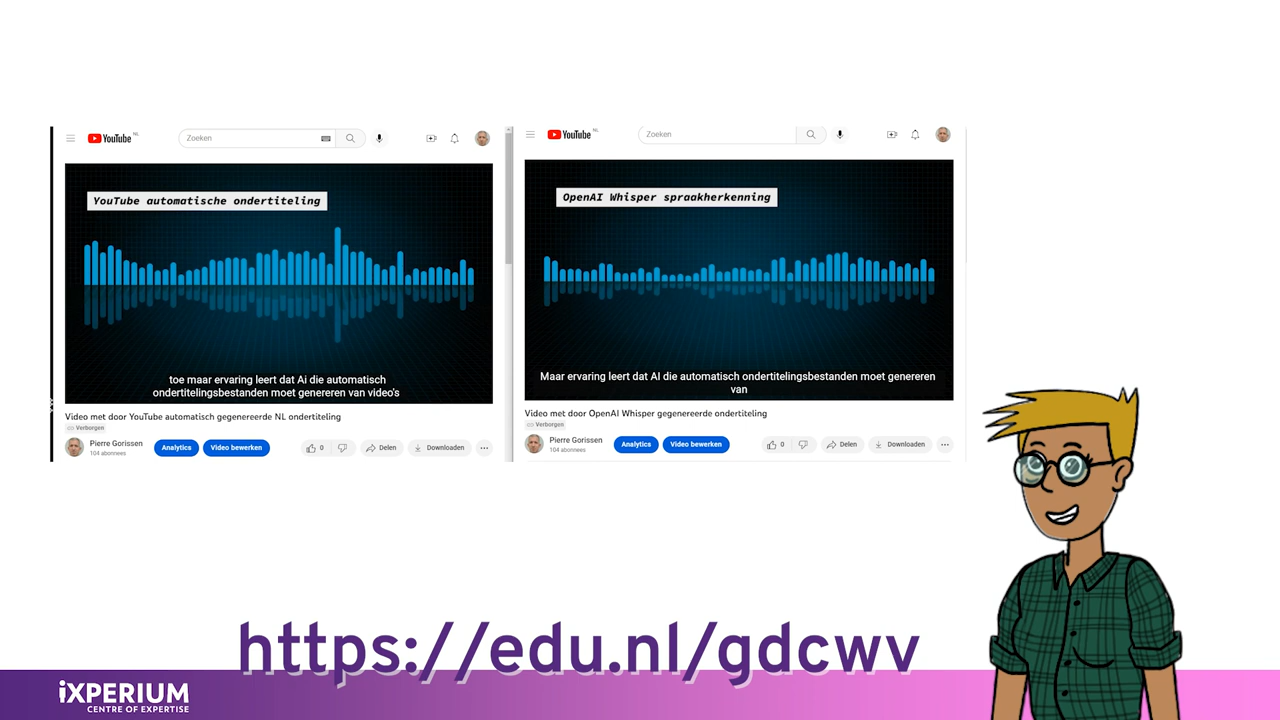 YouTube NL
Zoeken
YouTube automatische ondertiteling
toe maar ervaring leert dat Ai die automatisch
ondertitelingsbestanden moet genereren van video's
Video met door YouTube automatisch gegenereerde NL ondertiteling
Verborgen
Pierre Gorissen
104 abonnees
Analytics
Video bewerken
0
Delen
Downloaden
YouTube NL
Zoeken
OpenAI Whisper spraakherkenning
Maar ervaring leert dat AI die automatisch ondertitelingsbestanden moet genereren
van
Video met door OpenAI Whisper gegenereerde ondertiteling
Verborgen
Pierre Gorissen
104 abonnees
Analytics
Video bewerken
0
Delen
Downloaden
https://edu.nl/gdcwv
iXPERIUM
CENTRE OF EXPERTISE